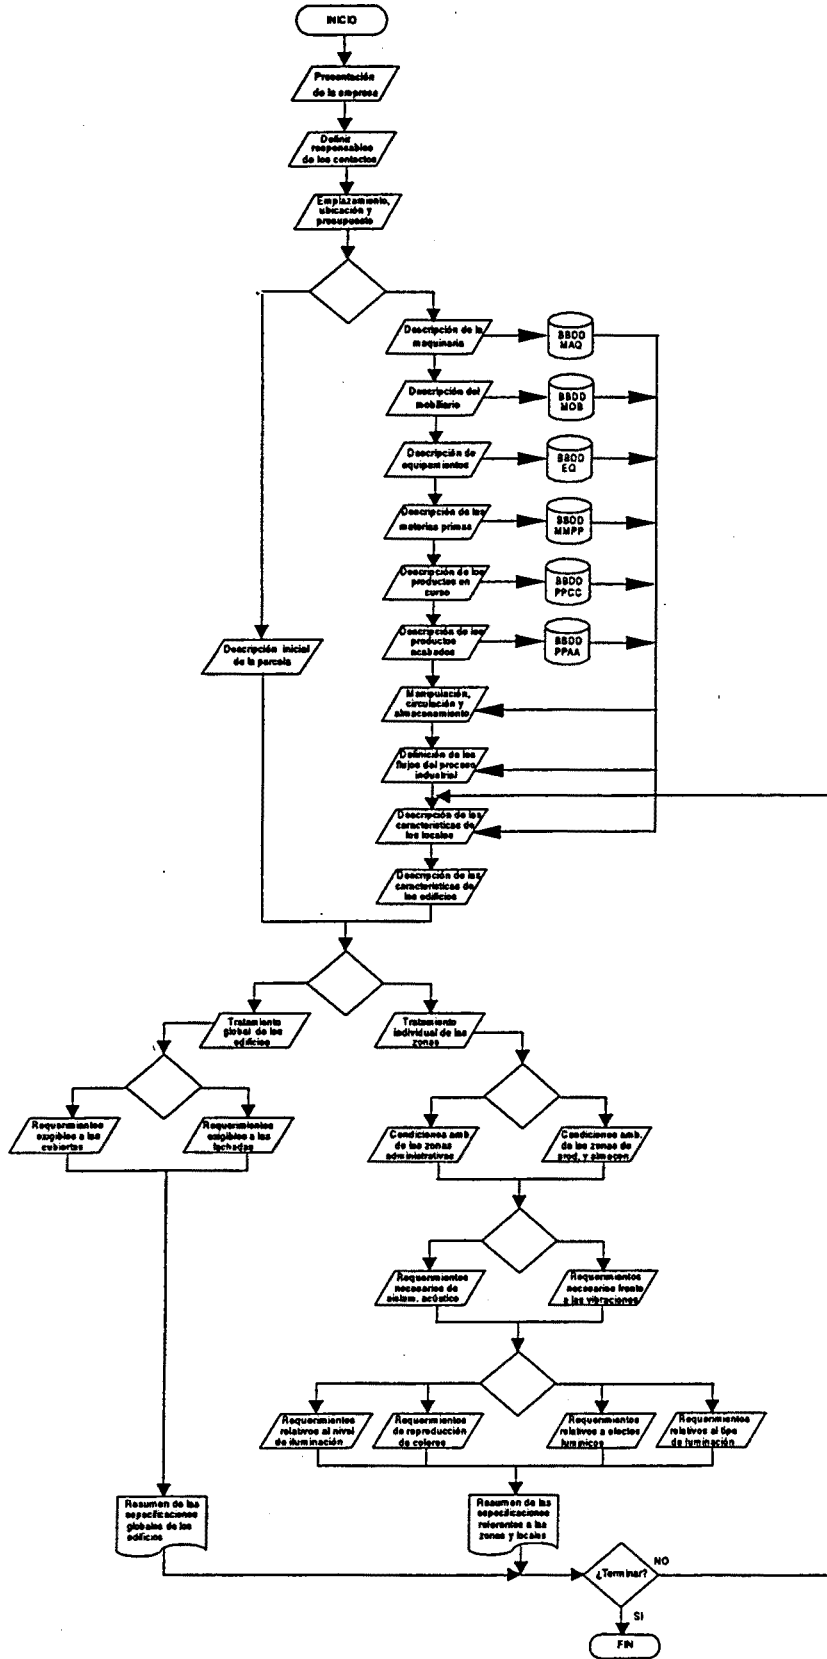 INICIO
Presentación
de la empresa
Definir
responsables
de los contactos
Emplazamiento,
ubicación y
presupuesto
Descripción de la
maquinaria
BBDD
MAQ
Descripción del
mobiliario
BBDD
MOB
Descripción de
equipamientos
BBDD
EQ
Descripción de las
materias primas
BBDD
MMPP
Descripción de los
productos en
curso
BBDD
PPCC
Descripción inicial
de la parcela
Descripción de los
productos
acabados
BBDD
PPAA
Manipulación,
circulación y
almacenamiento
Definición de los
flujos del proceso
industrial
Descripción de las
características de
los locales
Descripción de las
características de
los edificios
Tratamiento
global de los
edificios
Tratamiento
individual de las
zonas
Requerimientos
exigibles a las
cubiertas
Requerimientos
exigibles a las
fachadas
Condiciones amb.
de las zonas
administrativas
Condiciones amb.
de las zonas de
prod. y almacen
Requerimientos
necesarios de
aislam. acústico
Requerimientos
necesarios frente
a las vibraciones
Requerimientos
relativos al nivel
de iluminación
Requerimientos
de reproducción
de colores
Requerimientos
relativos a efectos
lumínicos
Requerimientos
relativos al tipo
de iluminación
Resumen de las
especificaciones
globales de los
edificios
Resumen de las
especificaciones
referentes a las
zonas y locales
¿Terminar?
NO
SI
FIN